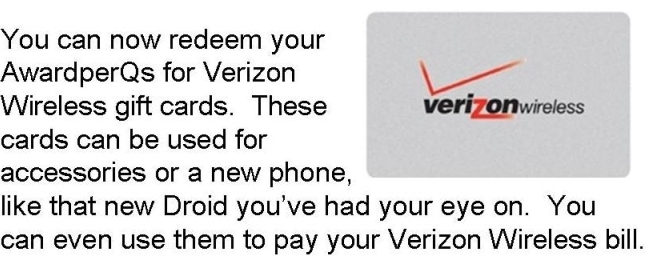 You can now redeem your
AwardperQs for Verizon
Wireless gift cards.  These
cards can be used for
accessories or a new phone,
like that new Droid you’ve had your eye on.  You
can even use them to pay your Verizon Wireless bill.
verizonwireless